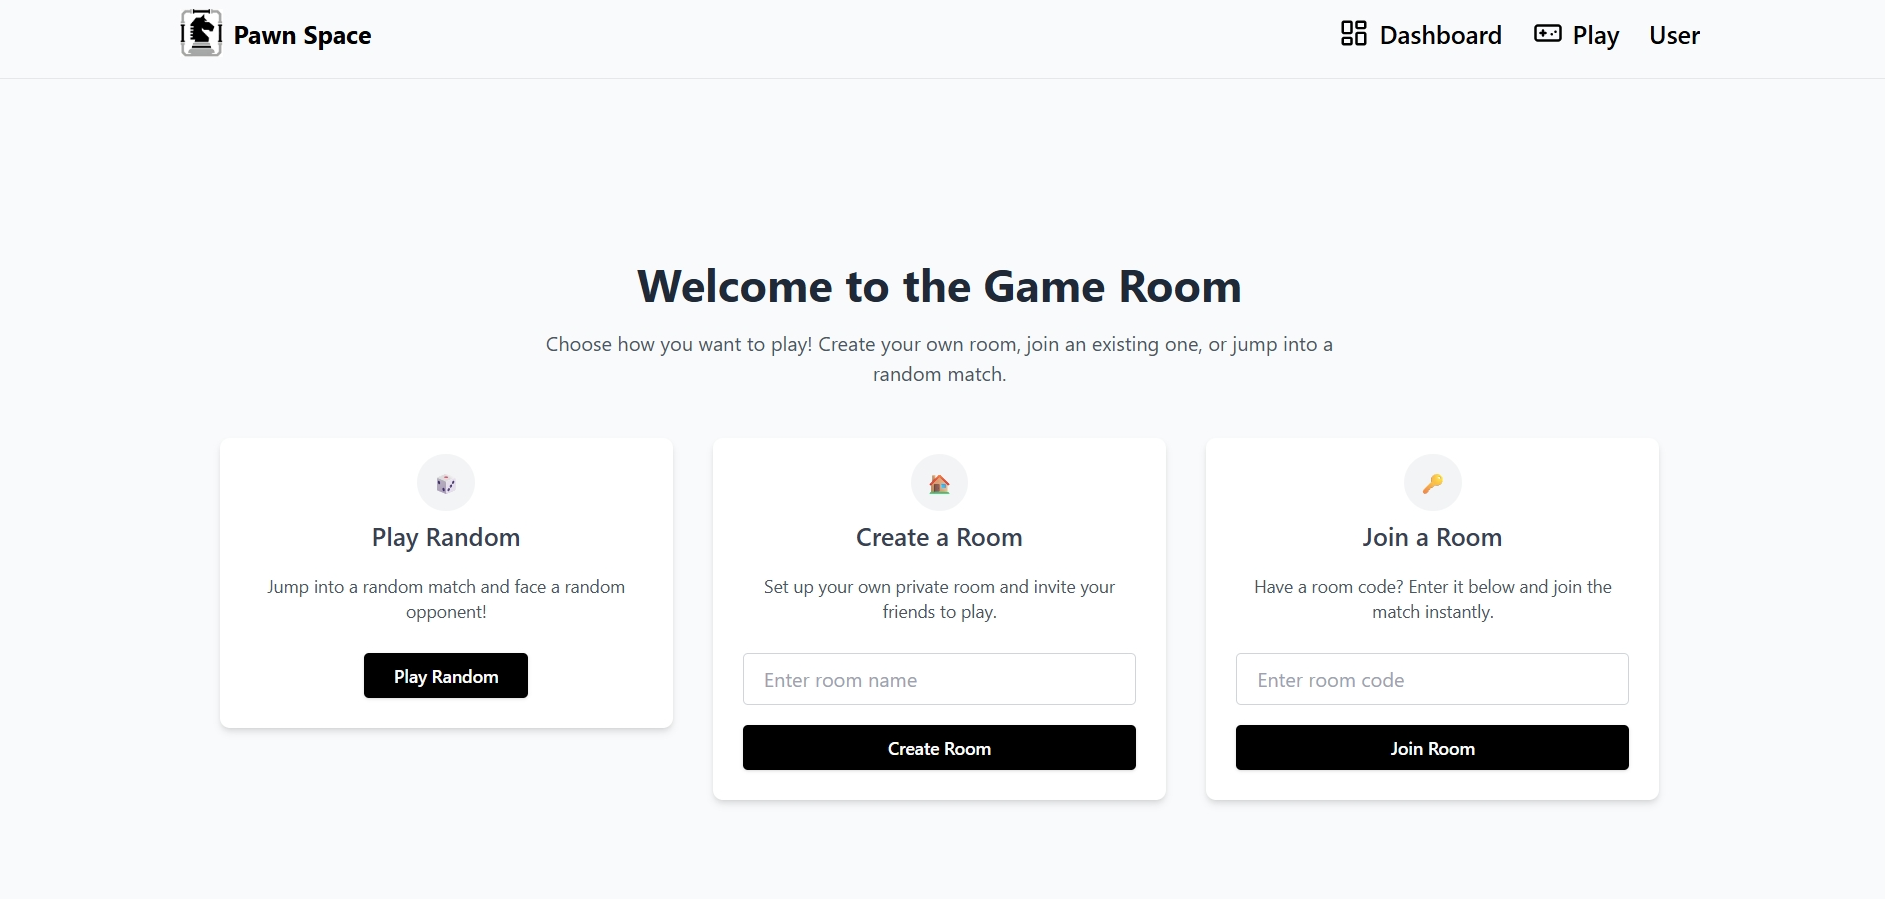 Pawn Space
Dashboard
Play
User
Welcome to the Game Room
Choose how you want to play! Create your own room, join an existing one, or jump into a
random match.
Play Random
Jump into a random match and face a random
opponent!
Play Random
Create a Room
Set up your own private room and invite your
friends to play.
Enter room name
Create Room
Join a Room
Have a room code? Enter it below and join the
match instantly.
Enter room code
Join Room